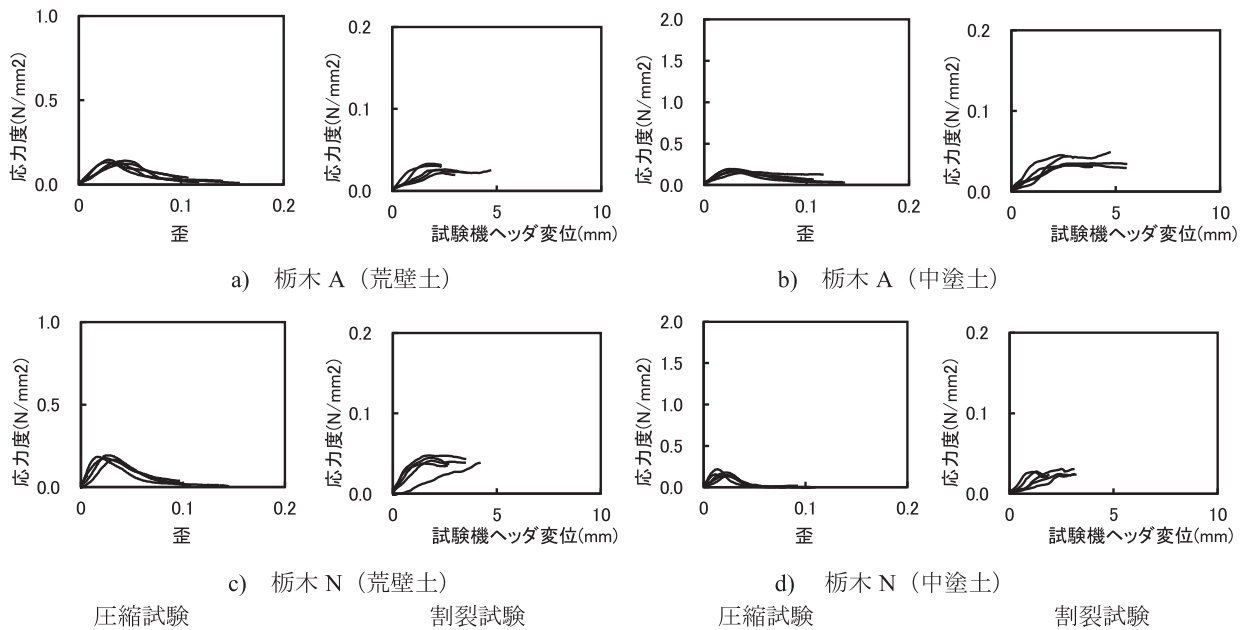 応力度(N/mm2)
1.0
0.5
0.0
0
0.1
0.2
歪
応力度(N/mm2)
0.2
0.1
0.0
0
5
10
試験機ヘッダ変位(mm)
a) 栃木 A（荒壁土）
応力度(N/mm2)
2.0
1.5
1.0
0.5
0.0
0
0.1
0.2
歪
応力度(N/mm2)
0.2
0.1
0.0
0
5
10
試験機ヘッダ変位(mm)
b) 栃木 A（中塗土）
応力度(N/mm2)
1.0
0.5
0.0
0
0.1
0.2
歪
応力度(N/mm2)
0.2
0.1
0.0
0
5
10
試験機ヘッダ変位(mm)
c) 栃木 N（荒壁土）
応力度(N/mm2)
2.0
1.5
1.0
0.5
0.0
0
0.1
0.2
歪
応力度(N/mm2)
0.2
0.1
0.0
0
5
10
試験機ヘッダ変位(mm)
d) 栃木 N（中塗土）
圧縮試験
割裂試験
圧縮試験
割裂試験